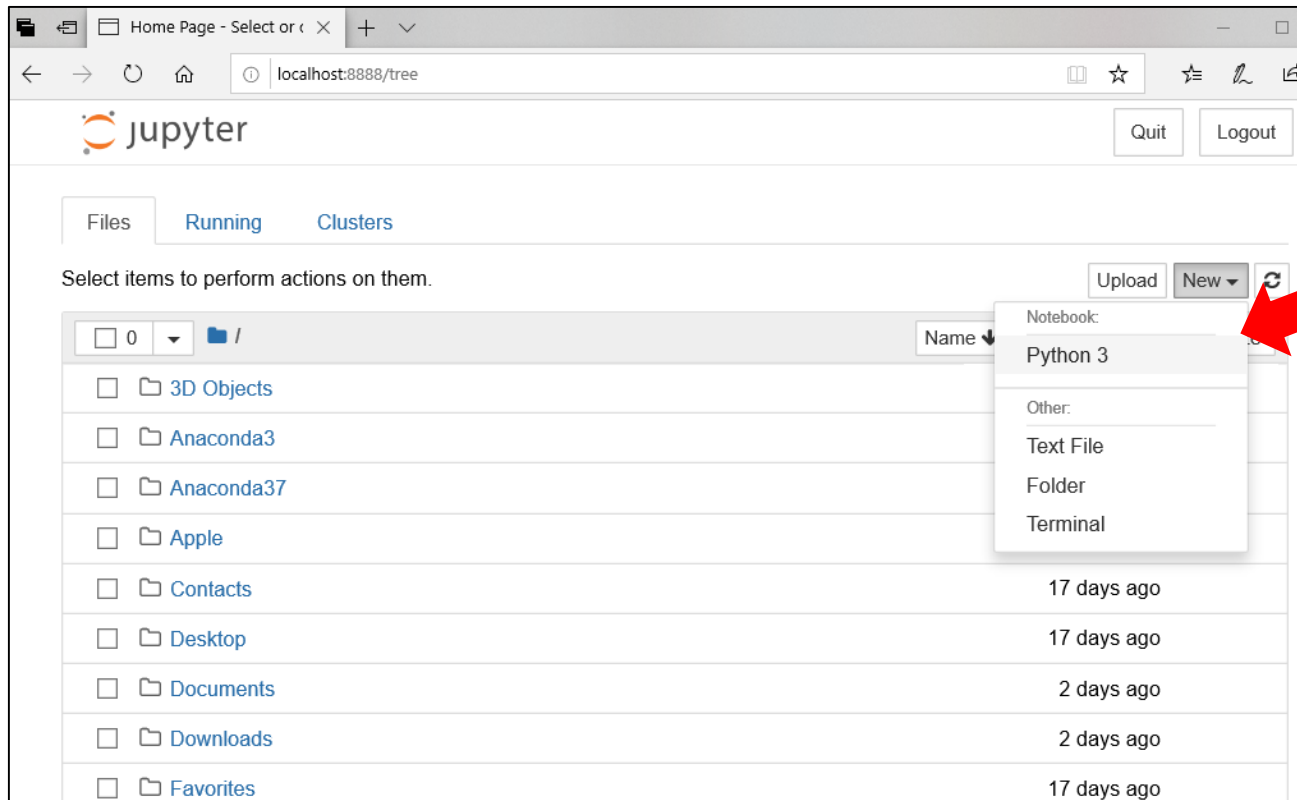 Home Page - Select or c
localhost:8888/tree
jupyter
Quit Logout
Files Running Clusters
Select items to perform actions on them.
Upload New
0 / Name
Notebook:
Python 3
Other:
Text File
Folder
Terminal
3D Objects
Anaconda3
Anaconda37
Apple
Contacts 17 days ago
Desktop 17 days ago
Documents 2 days ago
Downloads 2 days ago
Favorites 17 days ago